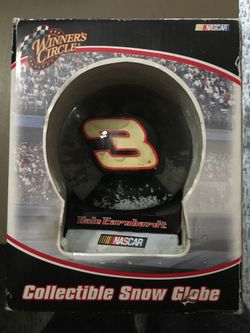 WINNER'S
CIRCLE
NASCAR
3
Dale Earnhardt
NASCAR
Collectible Snow Globe